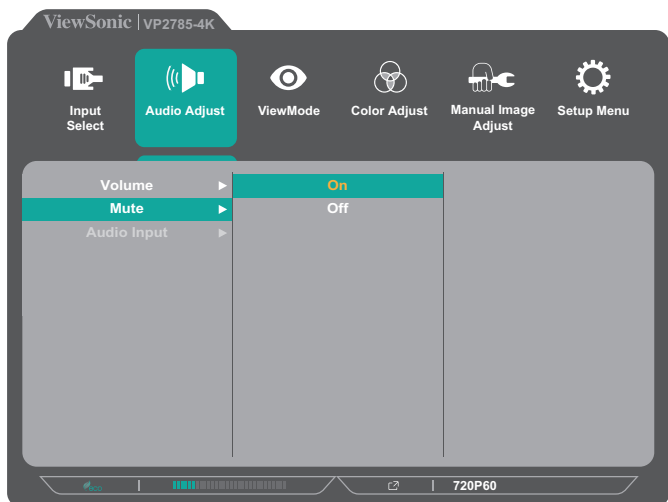 ViewSonic | VP2785-4K
Input
Select
Audio Adjust
ViewMode
Color Adjust
Manual Image
Adjust
Setup Menu
Volume
Mute
Audio Input
On
Off
ECO
720P60